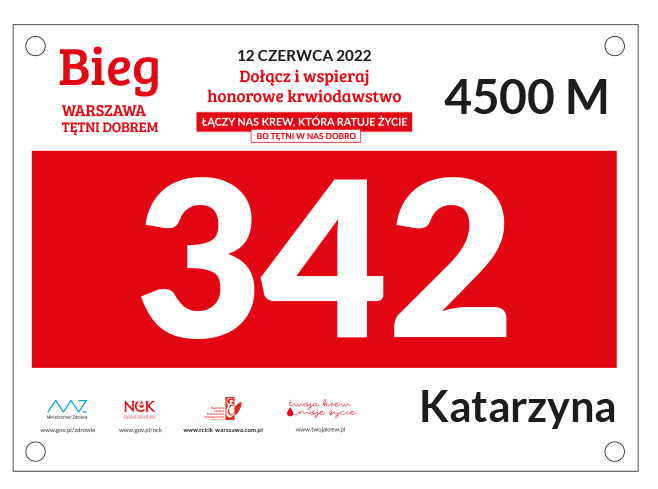 Bieg
WARSZAWA
TĘTNI DOBREM
12 CZERWCA 2022
Dołącz i wspieraj
honorowe krwiodawstwo
ŁĄCZY NAS KREW, KTÓRA RATUJE ŻYCIE
BO TĘTNI W NAS DOBRO
4500 M
342
Ministerstwo Zdrowia
www.gov.pl/zdrowie
NCK
www.gov.pl/nck
www.rckik warszawa.com.pl
twoja krew
moje życie
www.twojakrew.pl
Katarzyna